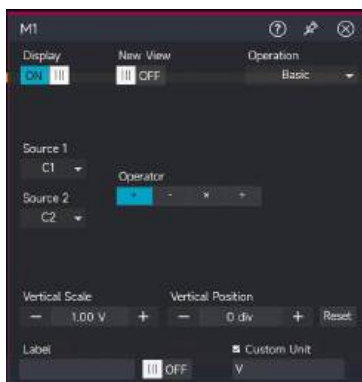 M1
Display New View Operation
ON OFF Basic
Source 1
C1
Operator
+ - × ÷
Source 2
C2
Vertical Scale Vertical Position
— 1.00 V + — 0 div + Reset
Label Custom Unit
OFF V